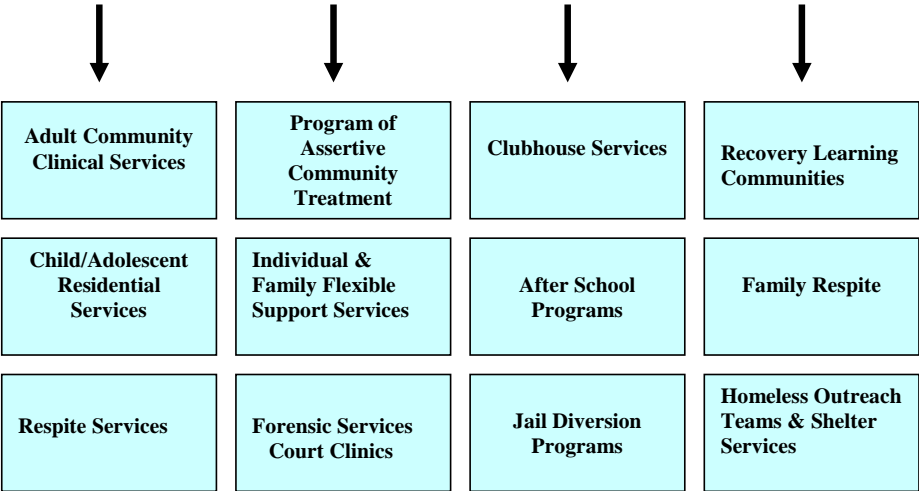 Adult Community
Clinical Services
Program of
Assertive
Community
Treatment
Clubhouse Services
Recovery Learning
Communities
Child/Adolescent
Residential
Services
Individual &
Family Flexible
Support Services
After School
Programs
Family Respite
Respite Services
Forensic Services
Court Clinics
Jail Diversion
Programs
Homeless Outreach
Teams & Shelter
Services